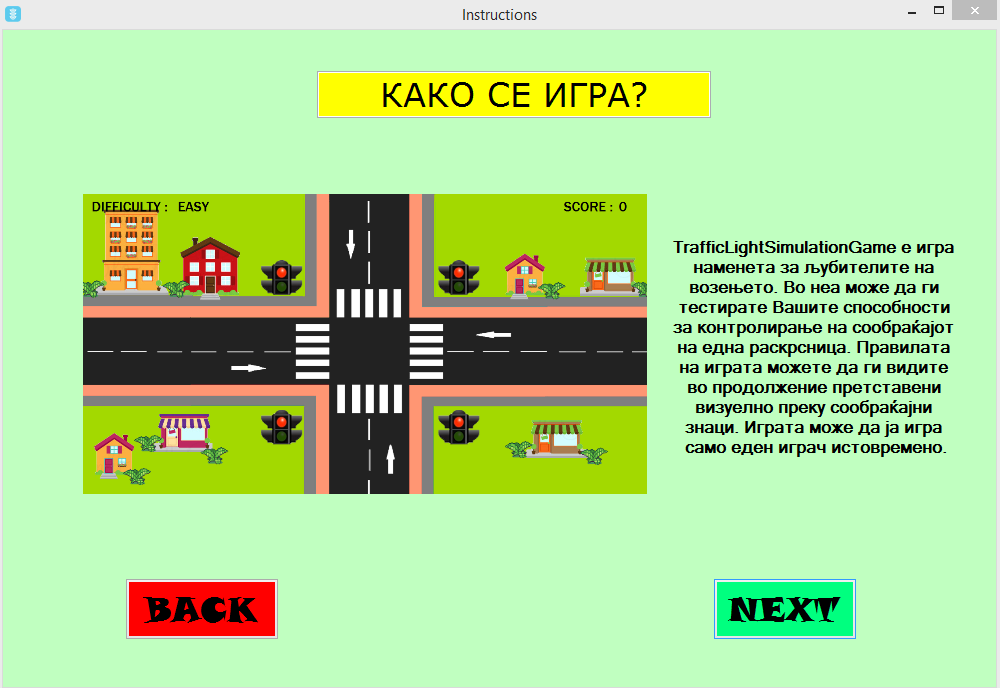 Instructions
КАКО СЕ ИГРА?
DIFFICULTY : EASY
SCORE : 0
TrafficLightSimulationGame е игра
наменета за љубителите на
возењето. Во неа може да ги
тестирате Вашите способности
за контролирање на сообраќајот
на една раскрсница. Правилата
на играта можете да ги видите
во продолжение претставени
визуелно преку сообраќајни
знаци. Играта може да ја игра
само еден играч истовремено.
BACK
NEXT